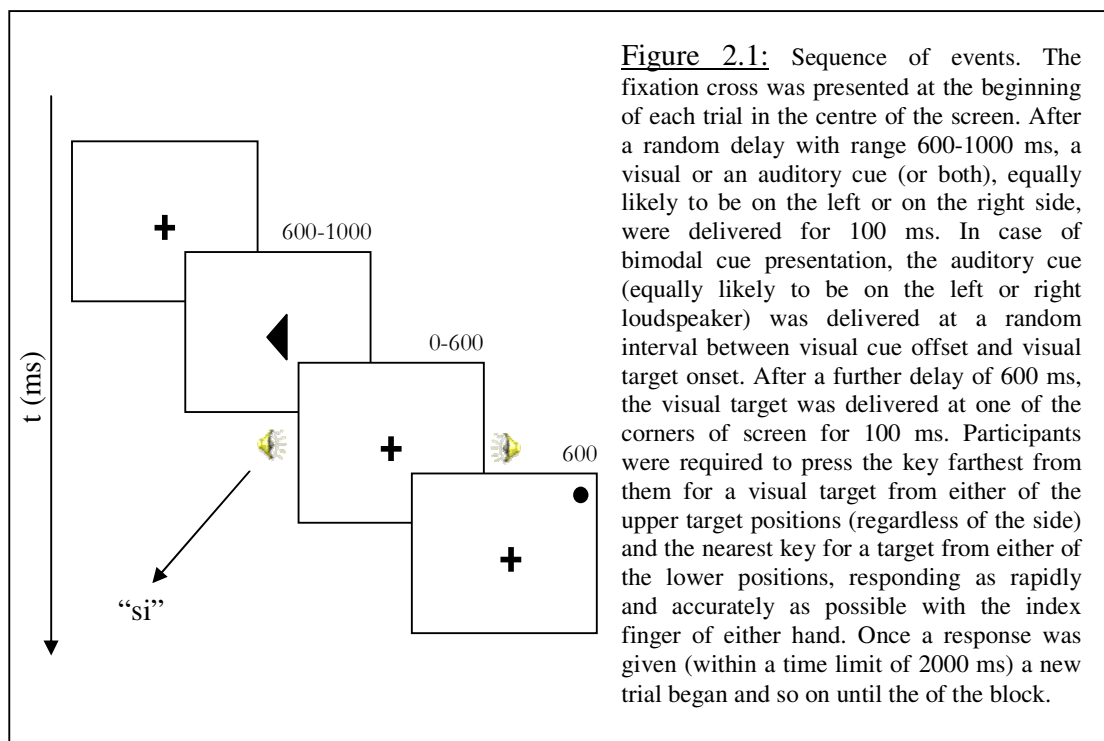 600-1000
0-600
600
t (ms)
“si”
+
+
+
Figure 2.1: Sequence of events. The
fixation cross was presented at the beginning
of each trial in the centre of the screen. After
a random delay with range 600-1000 ms, a
visual or an auditory cue (or both), equally
likely to be on the left or on the right side,
were delivered for 100 ms. In case of
bimodal cue presentation, the auditory cue
(equally likely to be on the left or right
loudspeaker) was delivered at a random
interval between visual cue offset and visual
target onset. After a further delay of 600 ms,
the visual target was delivered at one of the
corners of screen for 100 ms. Participants
were required to press the key farthest from
them for a visual target from either of the
upper target positions (regardless of the side)
and the nearest key for a target from either of
the lower positions, responding as rapidly
and accurately as possible with the index
finger of either hand. Once a response was
given (within a time limit of 2000 ms) a new
trial began and so on until the of the block.